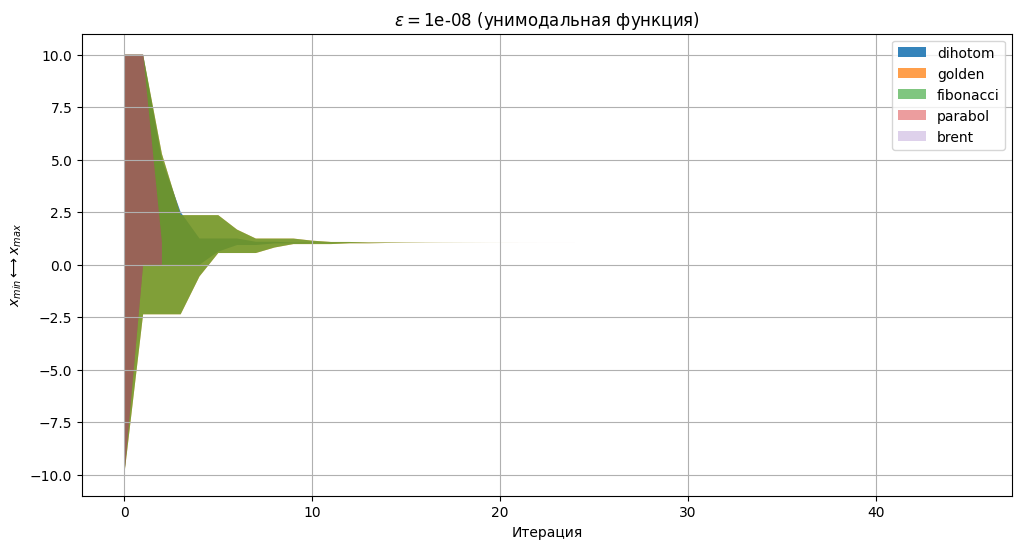 ε = 1e-08 (унимодальная функция)
10.0
7.5
5.0
2.5
0.0
−2.5
−5.0
−7.5
−10.0
x_min ⟷ x_max
dihotom
golden
fibonacci
parabol
brent
0 10 20 30 40
Итерация